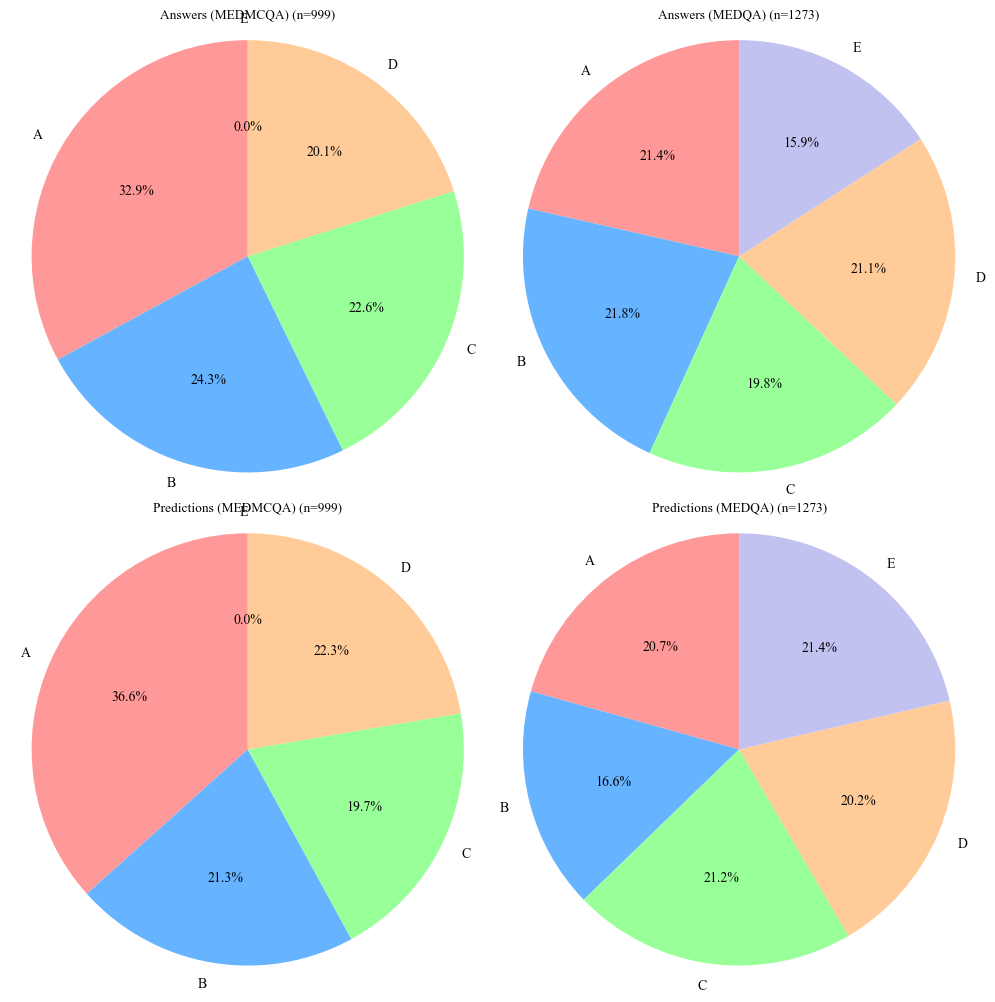 Answers (MEDMCQA) (n=999)
E
D
A
0.0%
20.1%
32.9%
22.6%
C
24.3%
B
Answers (MEDQA) (n=1273)
E
A
15.9%
21.4%
21.1%
D
21.8%
B
19.8%
C
Predictions (MEDMCQA) (n=999)
E
D
0.0%
22.3%
A
36.6%
19.7%
C
21.3%
B
Predictions (MEDQA) (n=1273)
A
E
20.7%
21.4%
16.6%
20.2%
B
D
21.2%
C